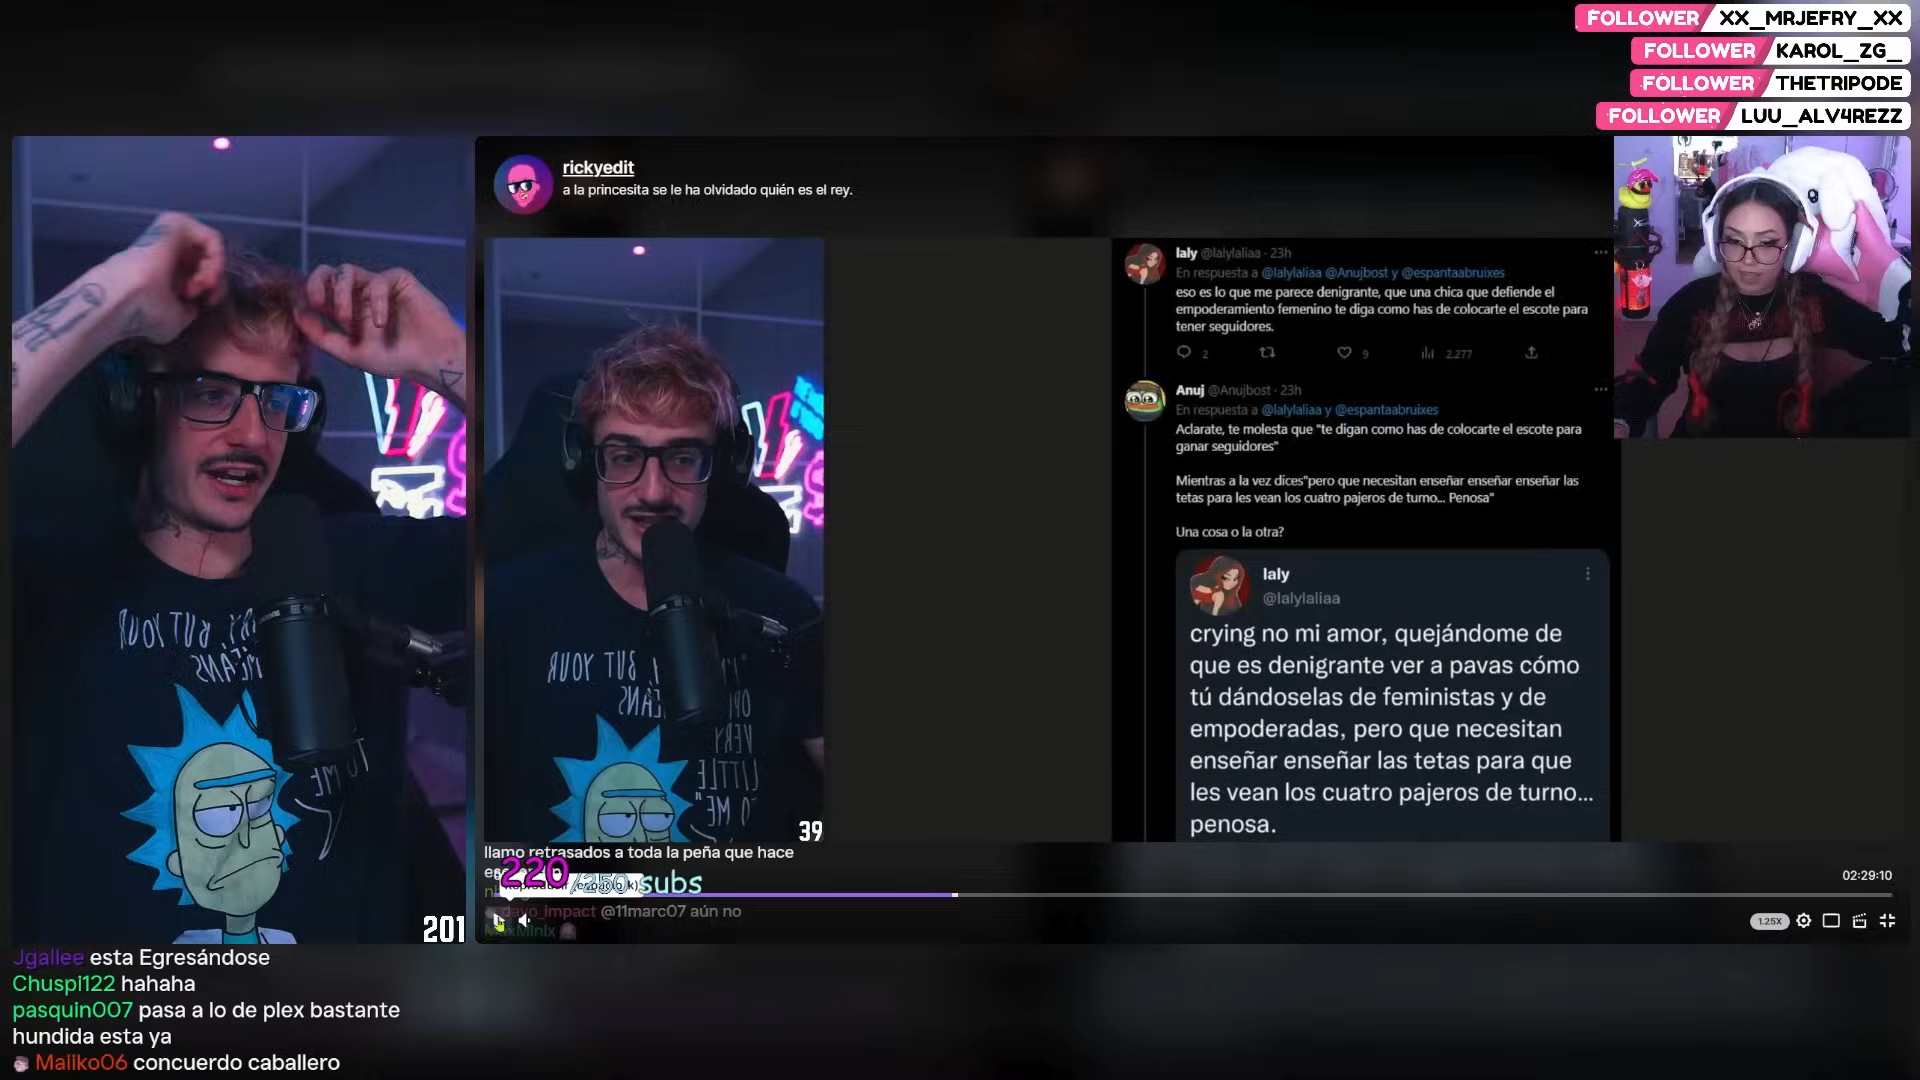 FOLLOWER XX_MRJEFRY_XX
FOLLOWER KAROL_ZG_
FOLLOWER THETRIPODE
FOLLOWER LUU_ALV4REZZ
rickyedit
a la princesita se le ha olvidado quién es el rey.
laly @lalylaliaa · 23h
En respuesta a @lalylaliaa @Anujbost y @espantaabruixes
eso es lo que me parece denigrante, que una chica que defiende el
empoderamiento femenino te diga como has de colocarte el escote para
tener seguidores.
2 9 2.277
Anuj @Anujbost · 23h
En respuesta a @lalylaliaa y @espantaabruixes
Aclarate, te molesta que "te digan como has de colocarte el escote para
ganar seguidores"
Mientras a la vez dices"pero que necesitan enseñar enseñar enseñar las
tetas para les vean los cuatro pajeros de turno... Penosa"
Una cosa o la otra?
laly
@lalylaliaa
crying no mi amor, quejándome de
que es denigrante ver a pavas cómo
tú dándoselas de feministas y de
empoderadas, pero que necesitan
enseñar enseñar las tetas para que
les vean los cuatro pajeros de turno...
penosa.
39
llamo retrasados a toda la peña que hace
220/250 subs
dayo_impact @11marc07 aún no
02:29:10
1.25X
201
Jgallee esta Egresándose
Chuspi122 hahaha
pasquin007 pasa a lo de plex bastante
hundida esta ya
Maliko06 concuerdo caballero